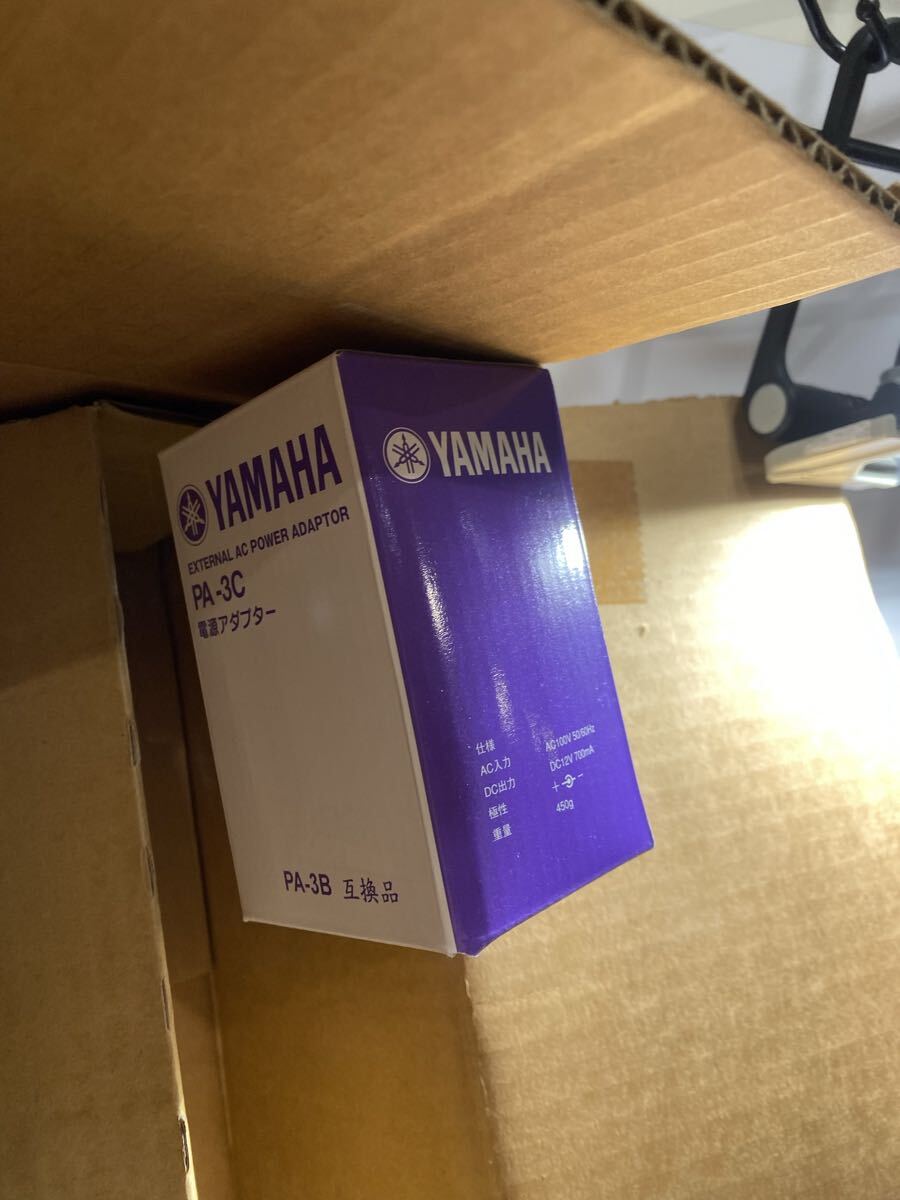 YAMAHA
EXTERNAL AC POWER ADAPTOR
PA-3C
電源アダプター
PA-3B 互換品
YAMAHA
仕様
AC入力 AC100V 50/60Hz
DC出力 DC12V 700mA
極性 + -
重量 450g